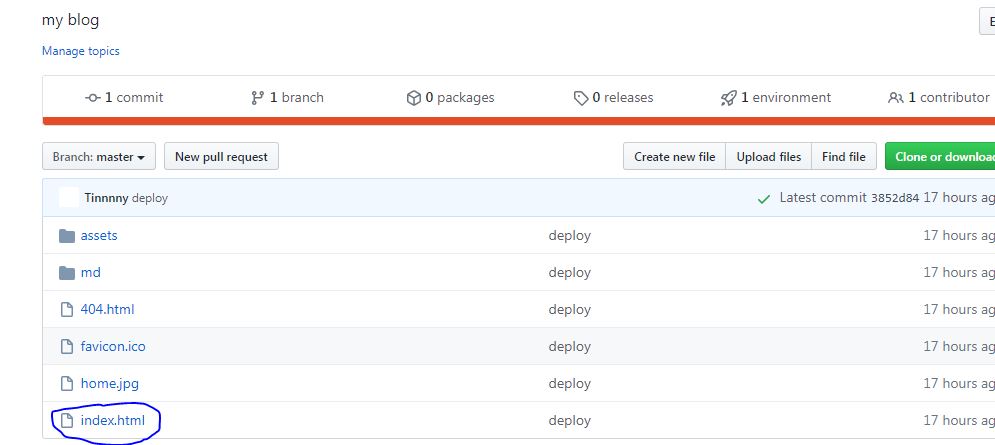 my blog
Manage topics
1 commit 1 branch 0 packages 0 releases 1 environment 1 contributor
Branch: master New pull request Create new file Upload files Find file Clone or download
Tinnnny deploy Latest commit 3852d84 17 hours ag
assets deploy 17 hours ag
md deploy 17 hours ag
404.html deploy 17 hours ag
favicon.ico deploy 17 hours ag
home.jpg deploy 17 hours ag
index.html deploy 17 hours ag